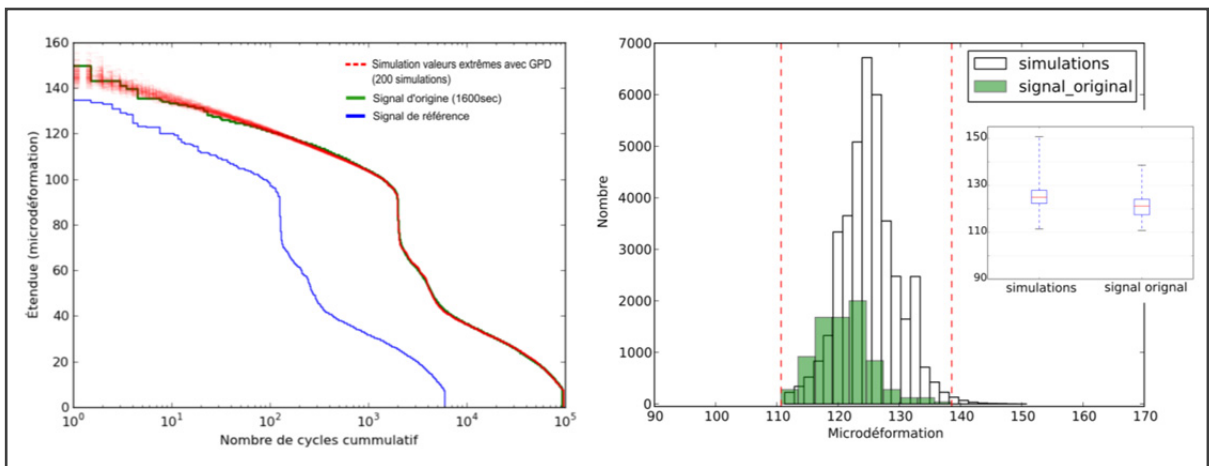 160
140
120
100
80
60
40
20
0
Étendue (microdéformation)
Simulation valeurs extrêmes avec GPD
(200 simulations)
Signal d'origine (1600sec)
Signal de référence
10⁰ 10¹ 10² 10³ 10⁴ 10⁵
Nombre de cycles cummulatif
7000
6000
5000
4000
3000
2000
1000
0
Nombre
simulations
signal_original
150
130
110
90
simulations signal orignal
90 100 110 120 130 140 150 160 170
Microdéformation